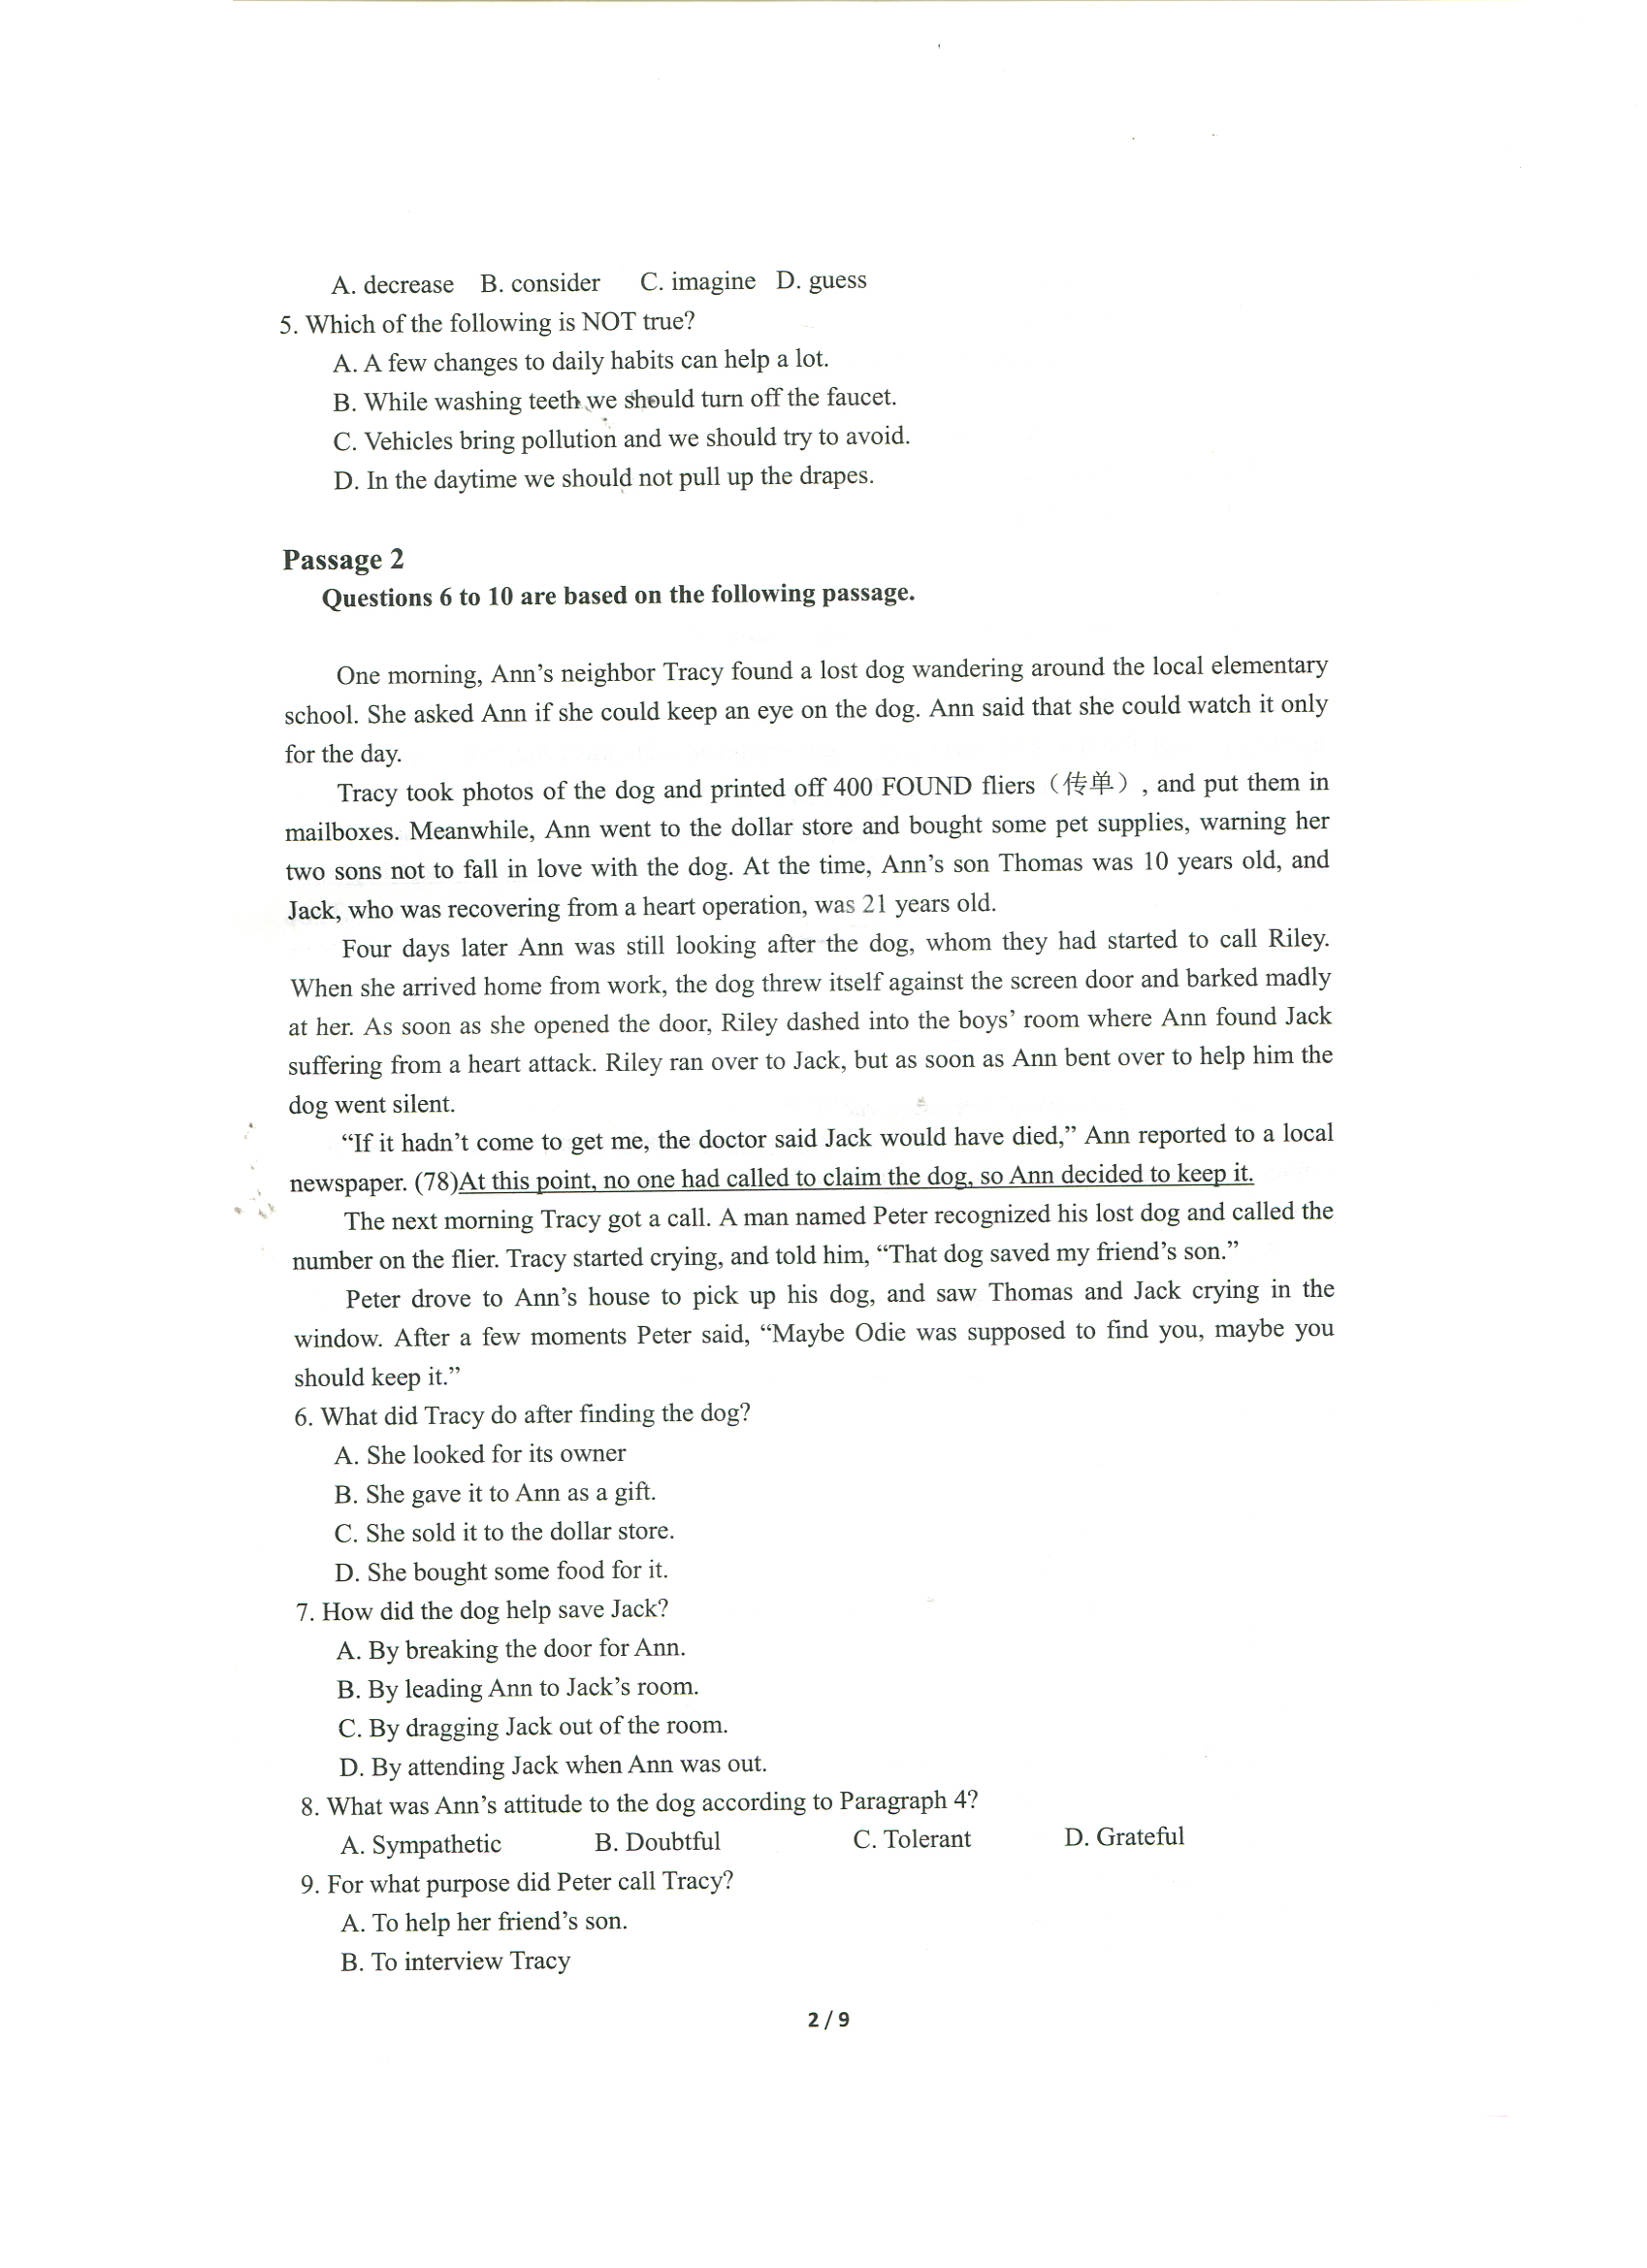 A. decrease B. consider C. imagine D. guess
5. Which of the following is NOT true?
A. A few changes to daily habits can help a lot.
B. While washing teeth we should turn off the faucet.
C. Vehicles bring pollution and we should try to avoid.
D. In the daytime we should not pull up the drapes.
Passage 2
Questions 6 to 10 are based on the following passage.
One morning, Ann's neighbor Tracy found a lost dog wandering around the local elementary
school. She asked Ann if she could keep an eye on the dog. Ann said that she could watch it only
for the day.
Tracy took photos of the dog and printed off 400 FOUND fliers（传单）, and put them in
mailboxes. Meanwhile, Ann went to the dollar store and bought some pet supplies, warning her
two sons not to fall in love with the dog. At the time, Ann's son Thomas was 10 years old, and
Jack, who was recovering from a heart operation, was 21 years old.
Four days later Ann was still looking after the dog, whom they had started to call Riley.
When she arrived home from work, the dog threw itself against the screen door and barked madly
at her. As soon as she opened the door, Riley dashed into the boys' room where Ann found Jack
suffering from a heart attack. Riley ran over to Jack, but as soon as Ann bent over to help him the
dog went silent.
“If it hadn't come to get me, the doctor said Jack would have died,” Ann reported to a local
newspaper. (78)At this point, no one had called to claim the dog, so Ann decided to keep it.
The next morning Tracy got a call. A man named Peter recognized his lost dog and called the
number on the flier. Tracy started crying, and told him, “That dog saved my friend's son.”
Peter drove to Ann's house to pick up his dog, and saw Thomas and Jack crying in the
window. After a few moments Peter said, “Maybe Odie was supposed to find you, maybe you
should keep it.”
6. What did Tracy do after finding the dog?
A. She looked for its owner
B. She gave it to Ann as a gift.
C. She sold it to the dollar store.
D. She bought some food for it.
7. How did the dog help save Jack?
A. By breaking the door for Ann.
B. By leading Ann to Jack's room.
C. By dragging Jack out of the room.
D. By attending Jack when Ann was out.
8. What was Ann's attitude to the dog according to Paragraph 4?
A. Sympathetic B. Doubtful C. Tolerant D. Grateful
9. For what purpose did Peter call Tracy?
A. To help her friend's son.
B. To interview Tracy
2 / 9